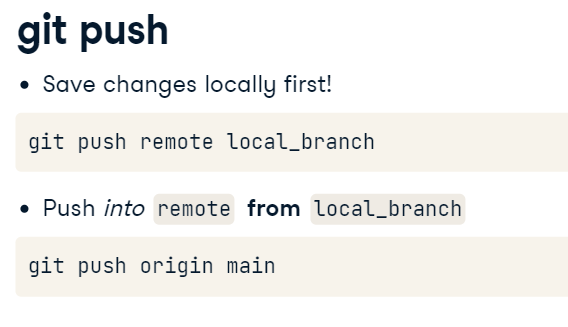 git push
• Save changes locally first!
git push remote local_branch
• Push into remote from local_branch
git push origin main